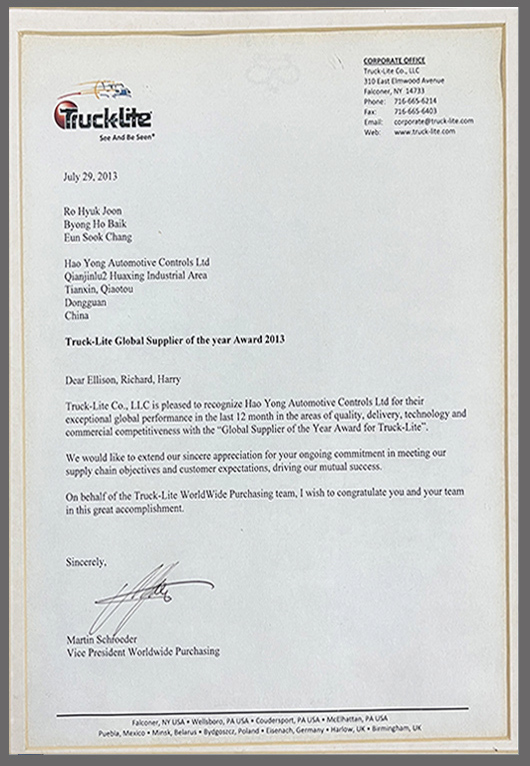 CORPORATE OFFICE
Truck-Lite Co., LLC
310 East Elmwood Avenue
Falconer, NY 14733
Phone: 716-665-6214
Fax: 716-665-6403
Email: corporate@truck-lite.com
Web: www.truck-lite.com
TruckLite
See And Be Seen®
July 29, 2013
Ro Hyuk Joon
Byong Ho Baik
Eun Sook Chang
Hao Yong Automotive Controls Ltd
Qianjinlu2 Huaxing Industrial Area
Tianxin, Qiaotou
Dongguan
China
Truck-Lite Global Supplier of the year Award 2013
Dear Ellison, Richard, Harry
Truck-Lite Co., LLC is pleased to recognize Hao Yong Automotive Controls Ltd for their
exceptional global performance in the last 12 month in the areas of quality, delivery, technology and
commercial competitiveness with the “Global Supplier of the Year Award for Truck-Lite”.
We would like to extend our sincere appreciation for your ongoing commitment in meeting our
supply chain objectives and customer expectations, driving our mutual success.
On behalf of the Truck-Lite WorldWide Purchasing team, I wish to congratulate you and your team
in this great accomplishment.
Sincerely,
Martin Schroeder
Vice President Worldwide Purchasing
Falconer, NY USA • Wellsboro, PA USA • Coudersport, PA USA • McElhattan, PA USA
Puebla, Mexico • Minsk, Belarus • Bydgoszcz, Poland • Eisenach, Germany • Harlow, UK • Birmingham, UK